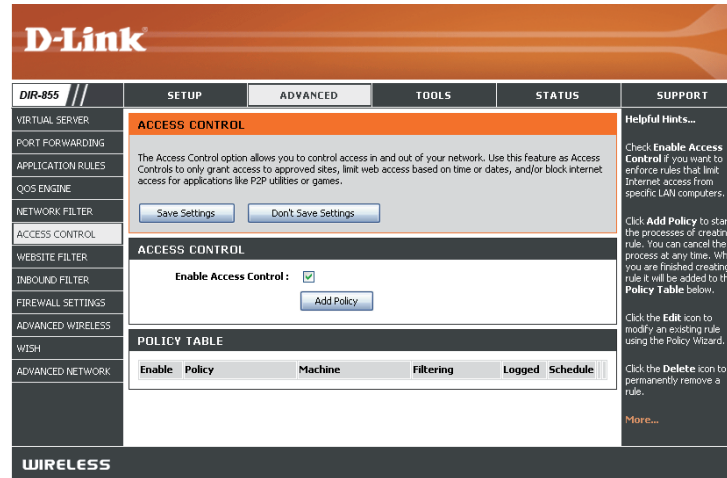 D-Link
DIR-855
SETUP
ADVANCED
TOOLS
STATUS
SUPPORT
VIRTUAL SERVER
PORT FORWARDING
APPLICATION RULES
QOS ENGINE
NETWORK FILTER
ACCESS CONTROL
WEBSITE FILTER
INBOUND FILTER
FIREWALL SETTINGS
ADVANCED WIRELESS
WISH
ADVANCED NETWORK
ACCESS CONTROL
The Access Control option allows you to control access in and out of your network. Use this feature as Access
Controls to only grant access to approved sites, limit web access based on time or dates, and/or block internet
access for applications like P2P utilities or games.
Save Settings
Don't Save Settings
ACCESS CONTROL
Enable Access Control :
Add Policy
POLICY TABLE
Enable Policy Machine Filtering Logged Schedule
Helpful Hints...
Check Enable Access
Control if you want to
enforce rules that limit
Internet access from
specific LAN computers.
Click Add Policy to star
the processes of creatin
rule. You can cancel the
process at any time. Wh
you are finished creating
rule it will be added to th
Policy Table below.
Click the Edit icon to
modify an existing rule
using the Policy Wizard.
Click the Delete icon to
permanently remove a
rule.
More...
WIRELESS